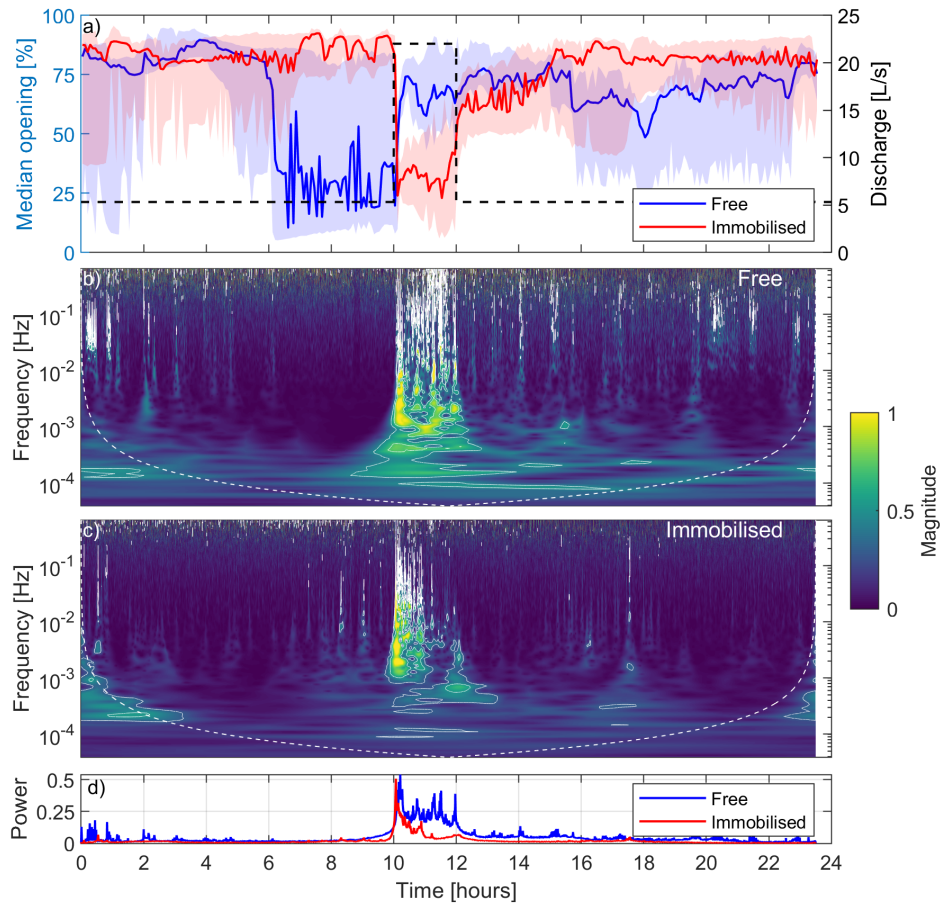 a)
Median opening [%]
100
75
50
25
0
25
20
15
10
5
0
Discharge [L/s]
Free
Immobilised
b)
Free
Frequency [Hz]
10-1
10-2
10-3
10-4
c)
Immobilised
Frequency [Hz]
10-1
10-2
10-3
10-4
1
0.5
0
Magnitude
d)
Power
0.5
0.25
0
Free
Immobilised
0 2 4 6 8 10 12 14 16 18 20 22 24
Time [hours]